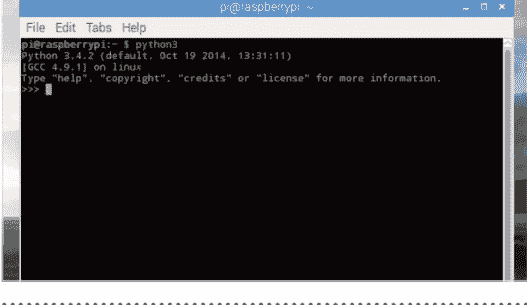 pi@raspberrypi: ~
File Edit Tabs Help
pi@raspberrypi:~ $ python3
Python 3.4.2 (default, Oct 19 2014, 13:31:11)
[GCC 4.9.1] on linux
Type "help", "copyright", "credits" or "license" for more information.
>>>